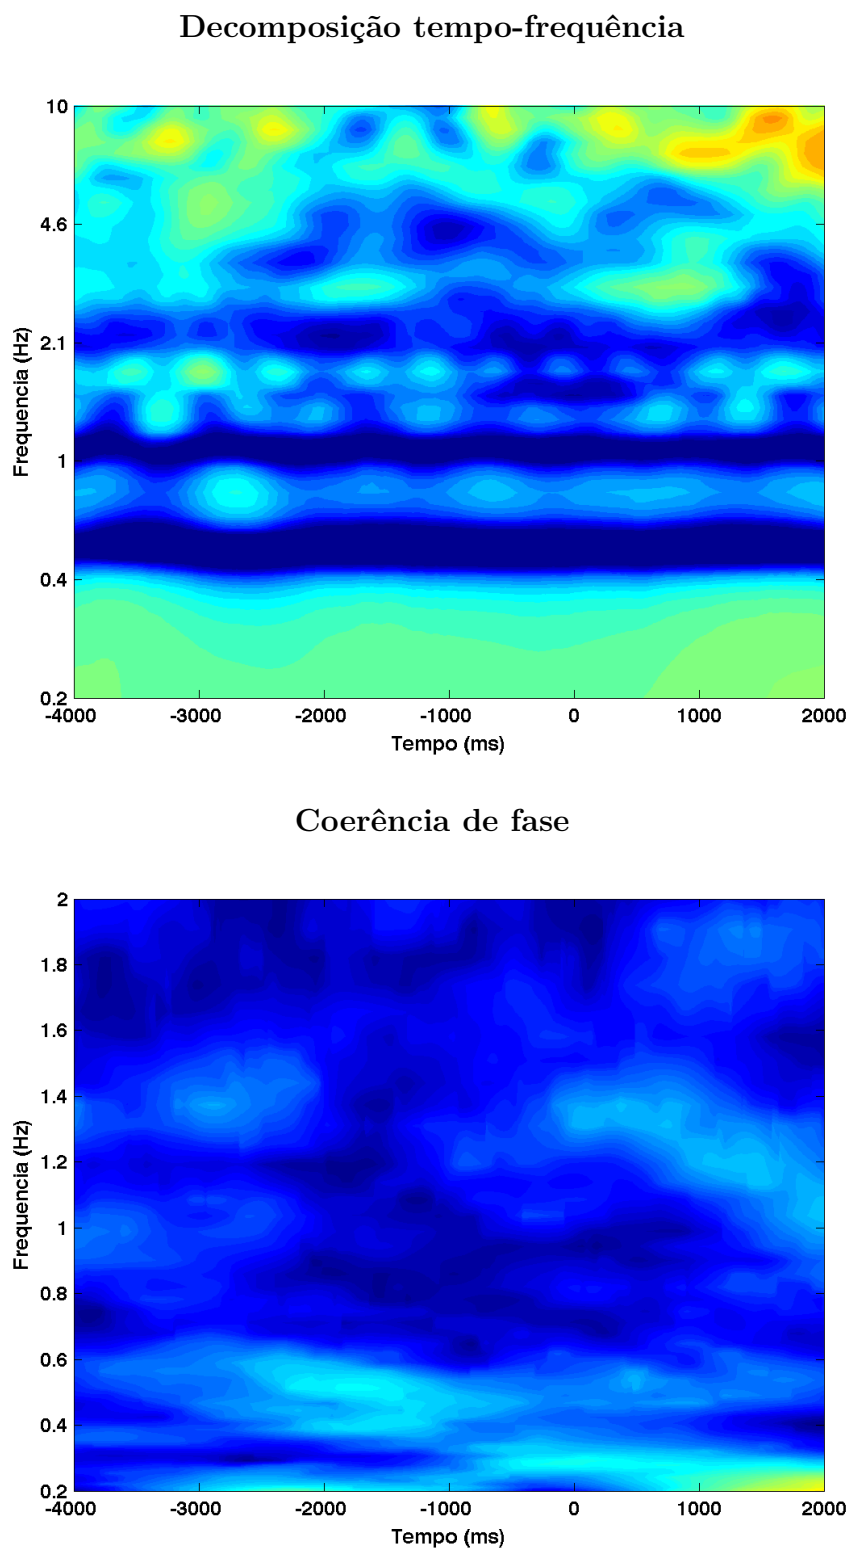 Decomposição tempo-frequência
10
4.6
2.1
1
0.4
0.2
Frequencia (Hz)
-4000 -3000 -2000 -1000 0 1000 2000
Tempo (ms)
Coerência de fase
2
1.8
1.6
1.4
1.2
1
0.8
0.6
0.4
0.2
Frequencia (Hz)
-4000 -3000 -2000 -1000 0 1000 2000
Tempo (ms)